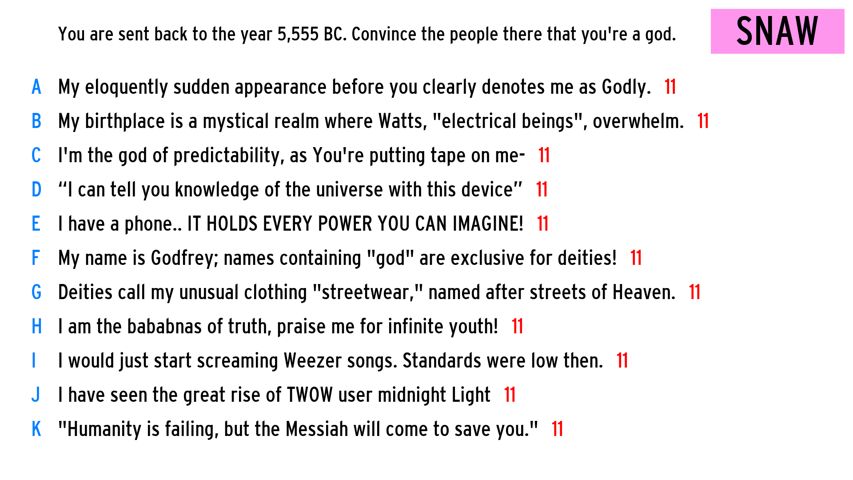 You are sent back to the year 5,555 BC. Convince the people there that you're a god.
SNAW
A My eloquently sudden appearance before you clearly denotes me as Godly. 11
B My birthplace is a mystical realm where Watts, "electrical beings", overwhelm. 11
C I'm the god of predictability, as You're putting tape on me- 11
D “I can tell you knowledge of the universe with this device” 11
E I have a phone.. IT HOLDS EVERY POWER YOU CAN IMAGINE! 11
F My name is Godfrey; names containing "god" are exclusive for deities! 11
G Deities call my unusual clothing "streetwear," named after streets of Heaven. 11
H I am the bababnas of truth, praise me for infinite youth! 11
I I would just start screaming Weezer songs. Standards were low then. 11
J I have seen the great rise of TWOW user midnight Light 11
K "Humanity is failing, but the Messiah will come to save you." 11